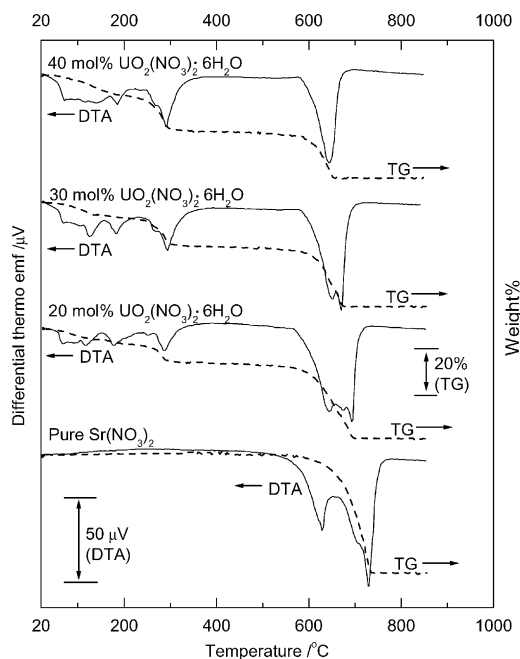 20 200 400 600 800 1000
40 mol% UO₂(NO₃)₂· 6H₂O
DTA
TG
30 mol% UO₂(NO₃)₂· 6H₂O
DTA
TG
20 mol% UO₂(NO₃)₂· 6H₂O
DTA
20%
(TG)
TG
Pure Sr(NO₃)₂
DTA
50 μV
(DTA)
TG
20 200 400 600 800 1000
Temperature /°C
Differential thermo emf /μV
Weight%